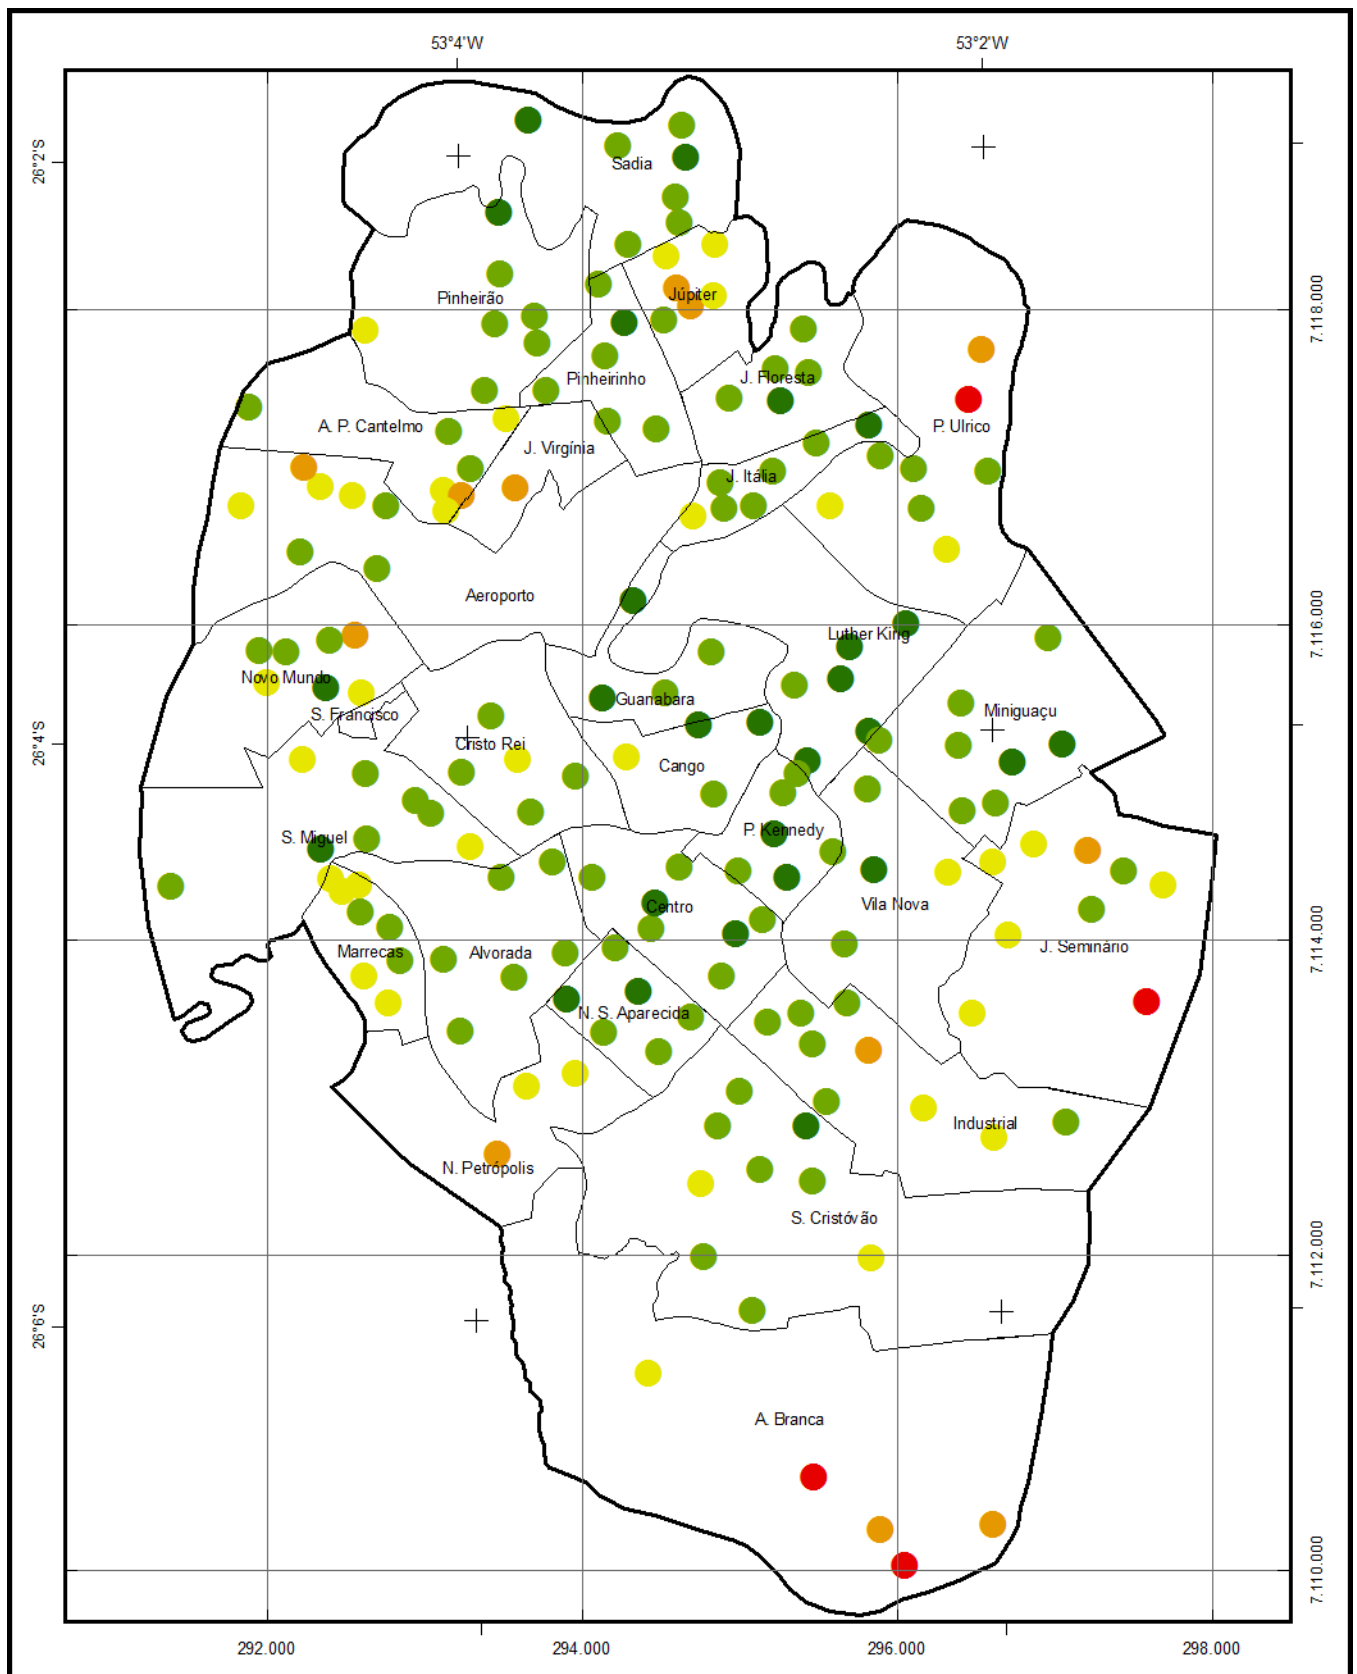 53°4'W
53°2'W
26°2'S
Sadia
Pinheirão
Júpiter
7.118.000
Pinheirinho
J. Floresta
A. P. Cantelmo
P. Ulrico
J. Virgínia
J. Itália
Aeroporto
7.116.000
Luther King
Novo Mundo
Guanabara
S. Francisco
Miniguaçu
26°4'S
Cristo Rei
Cango
S. Miguel
P. Kennedy
Centro
Vila Nova
Marrecas
Alvorada
J. Seminário
7.114.000
N. S. Aparecida
Industrial
N. Petrópolis
S. Cristóvão
7.112.000
26°6'S
A. Branca
7.110.000
292.000
294.000
296.000
298.000